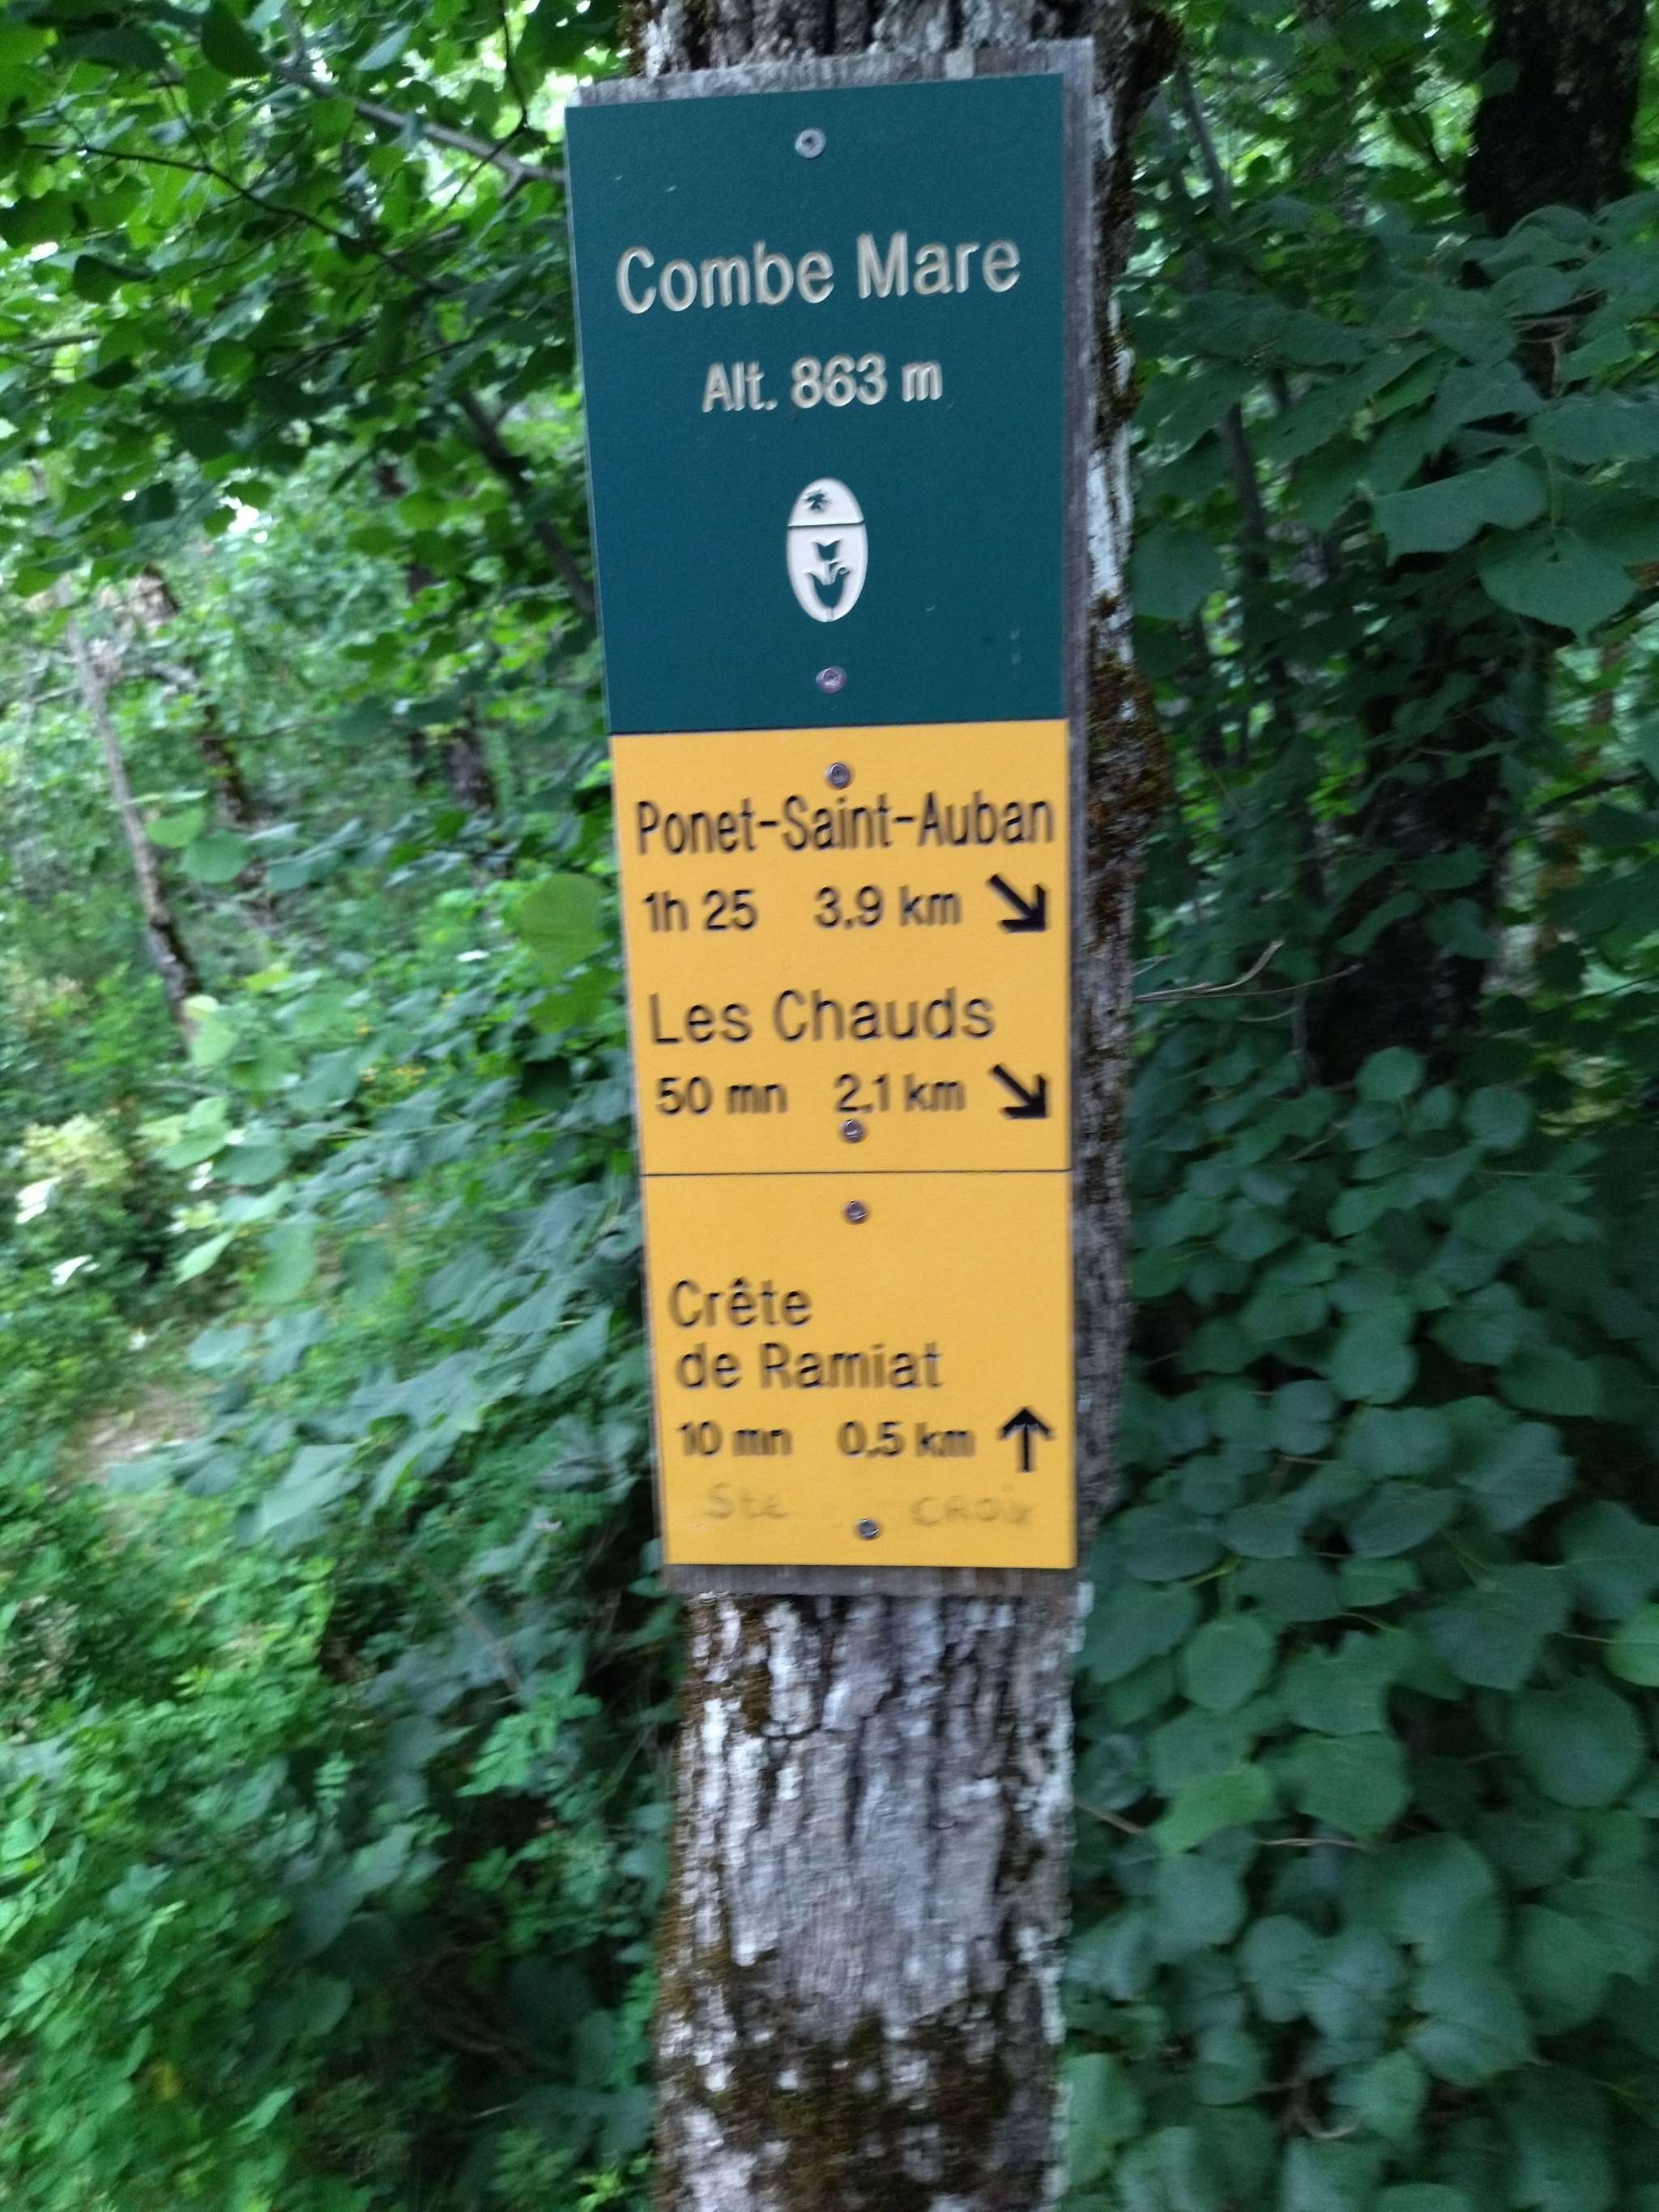 Combe Mare
Alt. 863 m
Ponet-Saint-Auban
1h 25 3,9 km
Les Chauds
50 mn 2,1 km
Crête
de Ramiat
10 mn 0,5 km
Ste CROIX